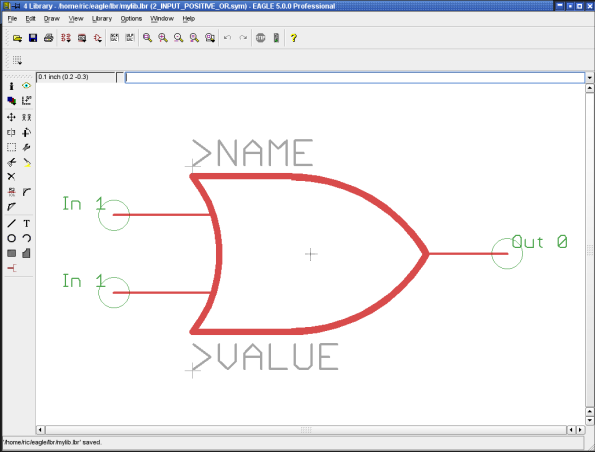 4 Library - /home/ric/eagle/lbr/mylib.lbr (2_INPUT_POSITIVE_OR.sym) - EAGLE 5.0.0 Professional
File Edit Draw View Library Options Window Help
0.1 inch (0.2 -0.3)
>NAME
In 1
Out 0
In 1
>VALUE
'/home/ric/eagle/lbr/mylib.lbr' saved.